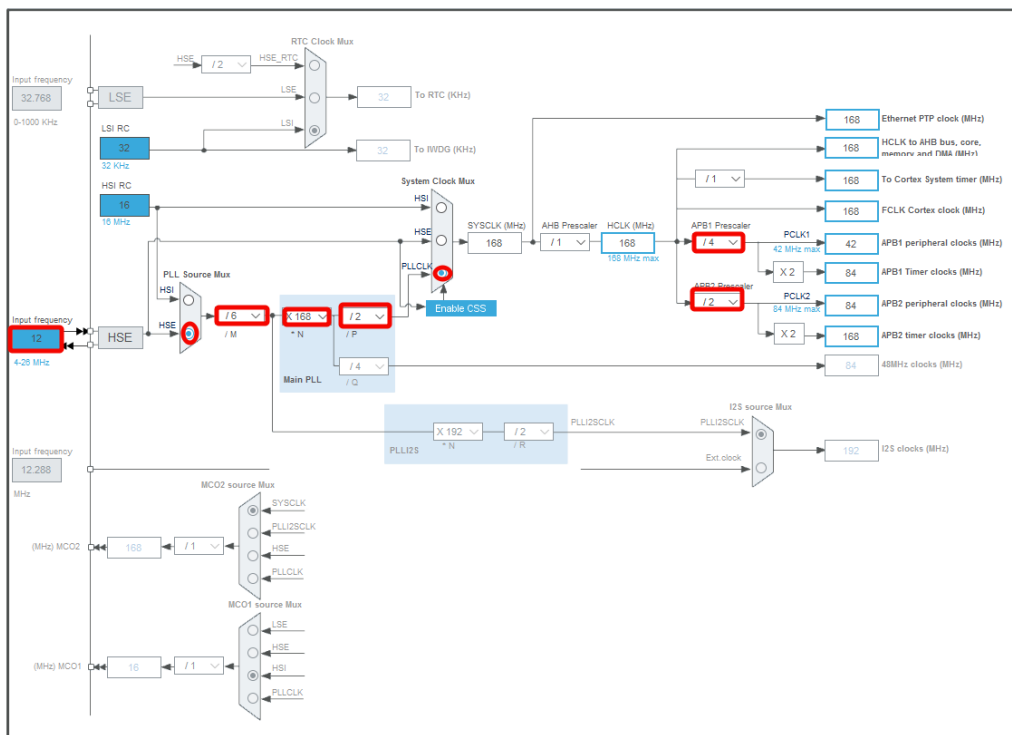 RTC Clock Mux
HSE
/ 2
HSE_RTC
Input frequency
32.768
LSE
LSE
32
To RTC (KHz)
0-1000 KHz
LSI RC
LSI
32
32 KHz
32
To IWDG (KHz)
HSI RC
16
16 MHz
System Clock Mux
HSI
HSE
PLLCLK
Enable CSS
SYSCLK (MHz)
168
AHB Prescaler
/ 1
HCLK (MHz)
168
168 MHz max
168
Ethernet PTP clock (MHz)
168
HCLK to AHB bus, core,
memory and DMA (MHz)
/ 1
168
To Cortex System timer (MHz)
168
FCLK Cortex clock (MHz)
APB1 Prescaler
/ 4
PCLK1
42 MHz max
42
APB1 peripheral clocks (MHz)
X 2
84
APB1 Timer clocks (MHz)
APB2 Prescaler
/ 2
PCLK2
84 MHz max
84
APB2 peripheral clocks (MHz)
X 2
168
APB2 timer clocks (MHz)
84
48MHz clocks (MHz)
PLL Source Mux
HSI
HSE
Input frequency
12
4-26 MHz
HSE
/ 6
/ M
X 168
* N
/ 2
/ P
/ 4
/ Q
Main PLL
X 192
* N
/ 2
/ R
PLLI2S
PLLI2SCLK
I2S source Mux
PLLI2SCLK
Ext.clock
192
I2S clocks (MHz)
Input frequency
12.288
MHz
MCO2 source Mux
SYSCLK
PLLI2SCLK
HSE
PLLCLK
(MHz) MCO2
168
/ 1
MCO1 source Mux
LSE
HSE
HSI
PLLCLK
(MHz) MCO1
16
/ 1